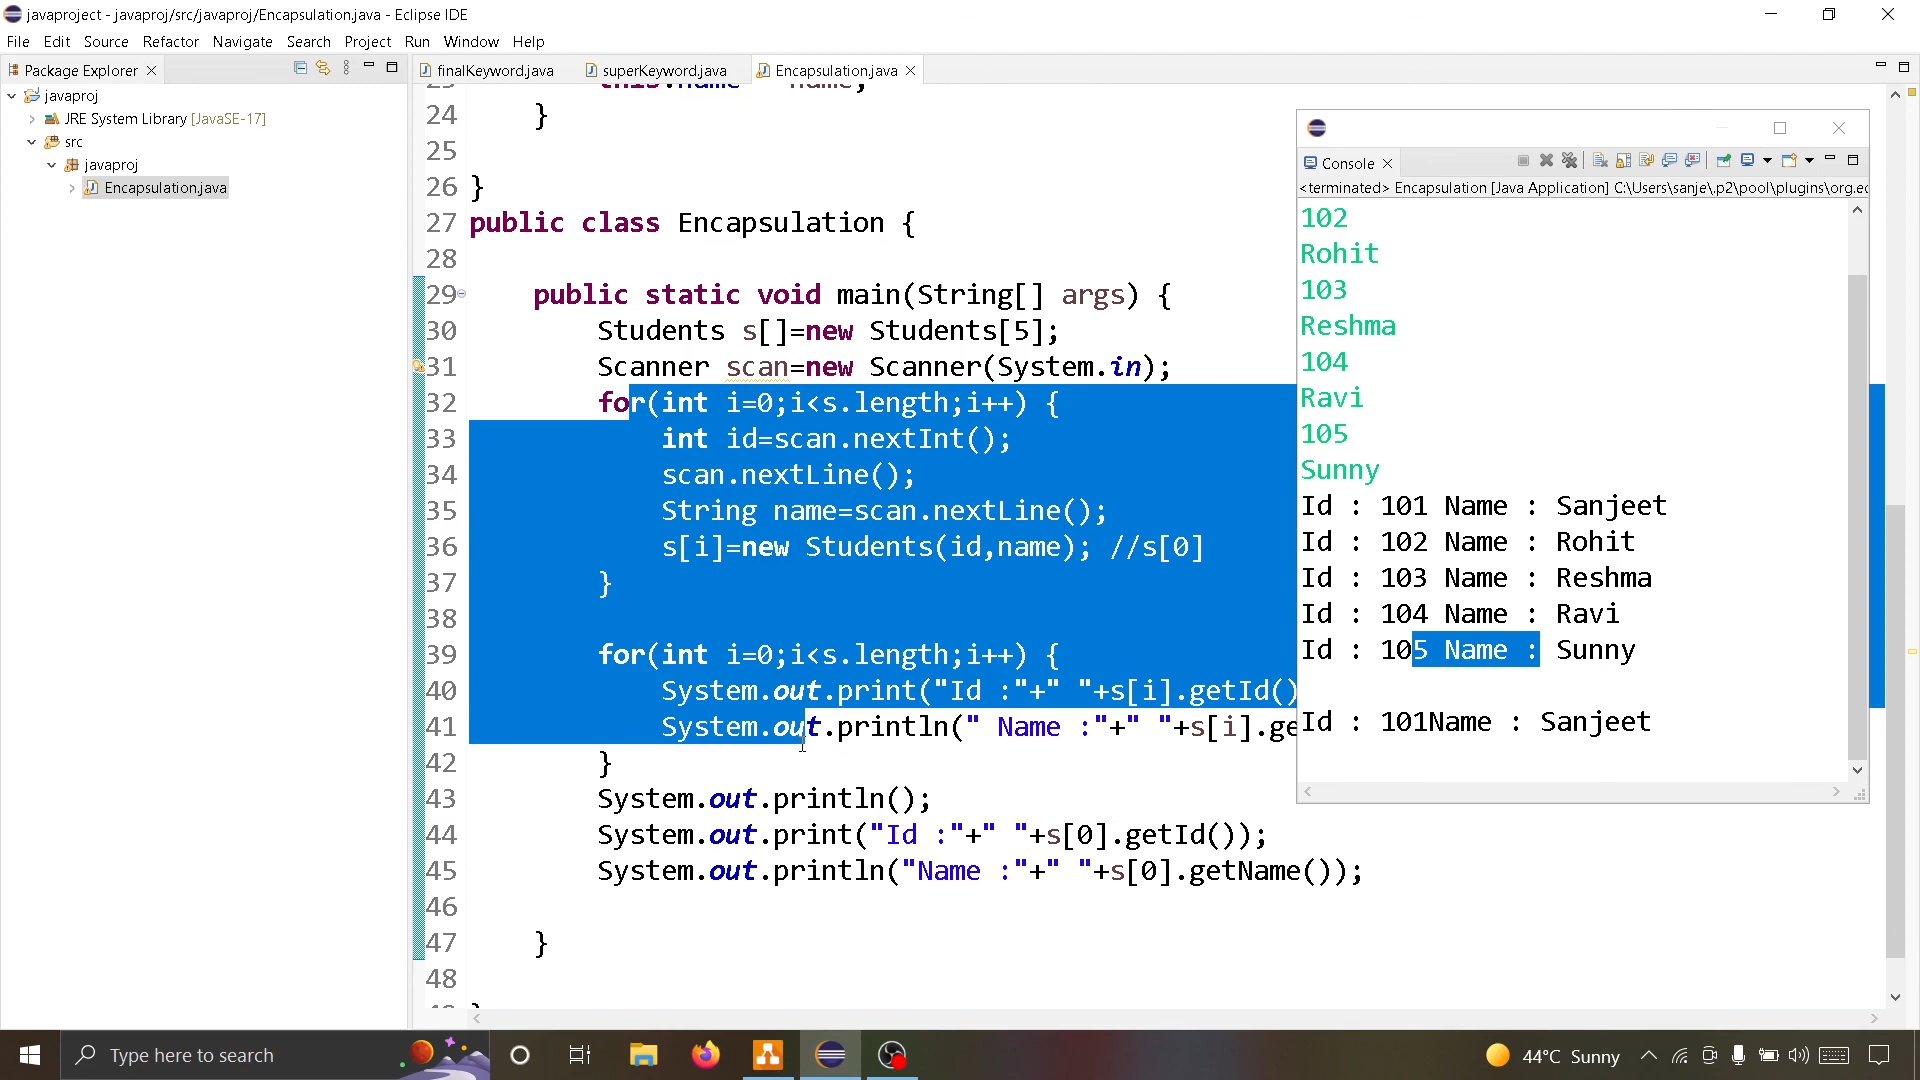 javaproject - javaproj/src/javaproj/Encapsulation.java - Eclipse IDE
File Edit Source Refactor Navigate Search Project Run Window Help
Package Explorer
finalKeyword.java superKeyword.java Encapsulation.java
javaproj
JRE System Library [JavaSE-17]
src
javaproj
Encapsulation.java
24 }
25
26 }
27 public class Encapsulation {
28
29 public static void main(String[] args) {
30 Students s[]=new Students[5];
31 Scanner scan=new Scanner(System.in);
32 for(int i=0;i<s.length;i++) {
33 int id=scan.nextInt();
34 scan.nextLine();
35 String name=scan.nextLine();
36 s[i]=new Students(id,name); //s[0]
37 }
38
39 for(int i=0;i<s.length;i++) {
40 System.out.print("Id :"+" "+s[i].getId()
41 System.out.println(" Name :"+" "+s[i].ge
42 }
43 System.out.println();
44 System.out.print("Id :"+" "+s[0].getId());
45 System.out.println("Name :"+" "+s[0].getName());
46
47 }
48
Console
<terminated> Encapsulation [Java Application] C:\Users\sanje\.p2\pool\plugins\org.ec
102
Rohit
103
Reshma
104
Ravi
105
Sunny
Id : 101 Name : Sanjeet
Id : 102 Name : Rohit
Id : 103 Name : Reshma
Id : 104 Name : Ravi
Id : 105 Name : Sunny
Id : 101Name : Sanjeet
Type here to search
44°C Sunny